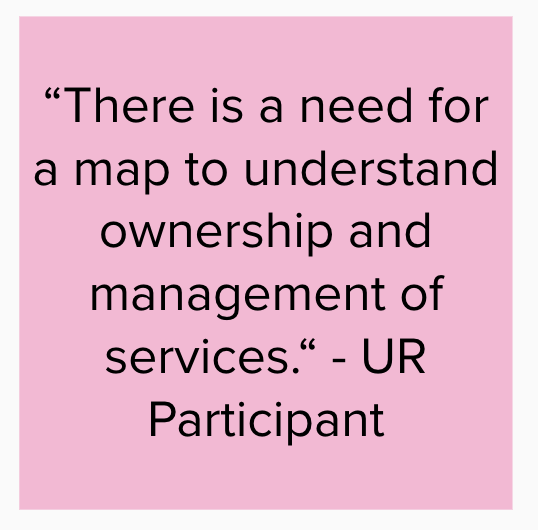 “There is a need for
a map to understand
ownership and
management of
services.“ - UR
Participant